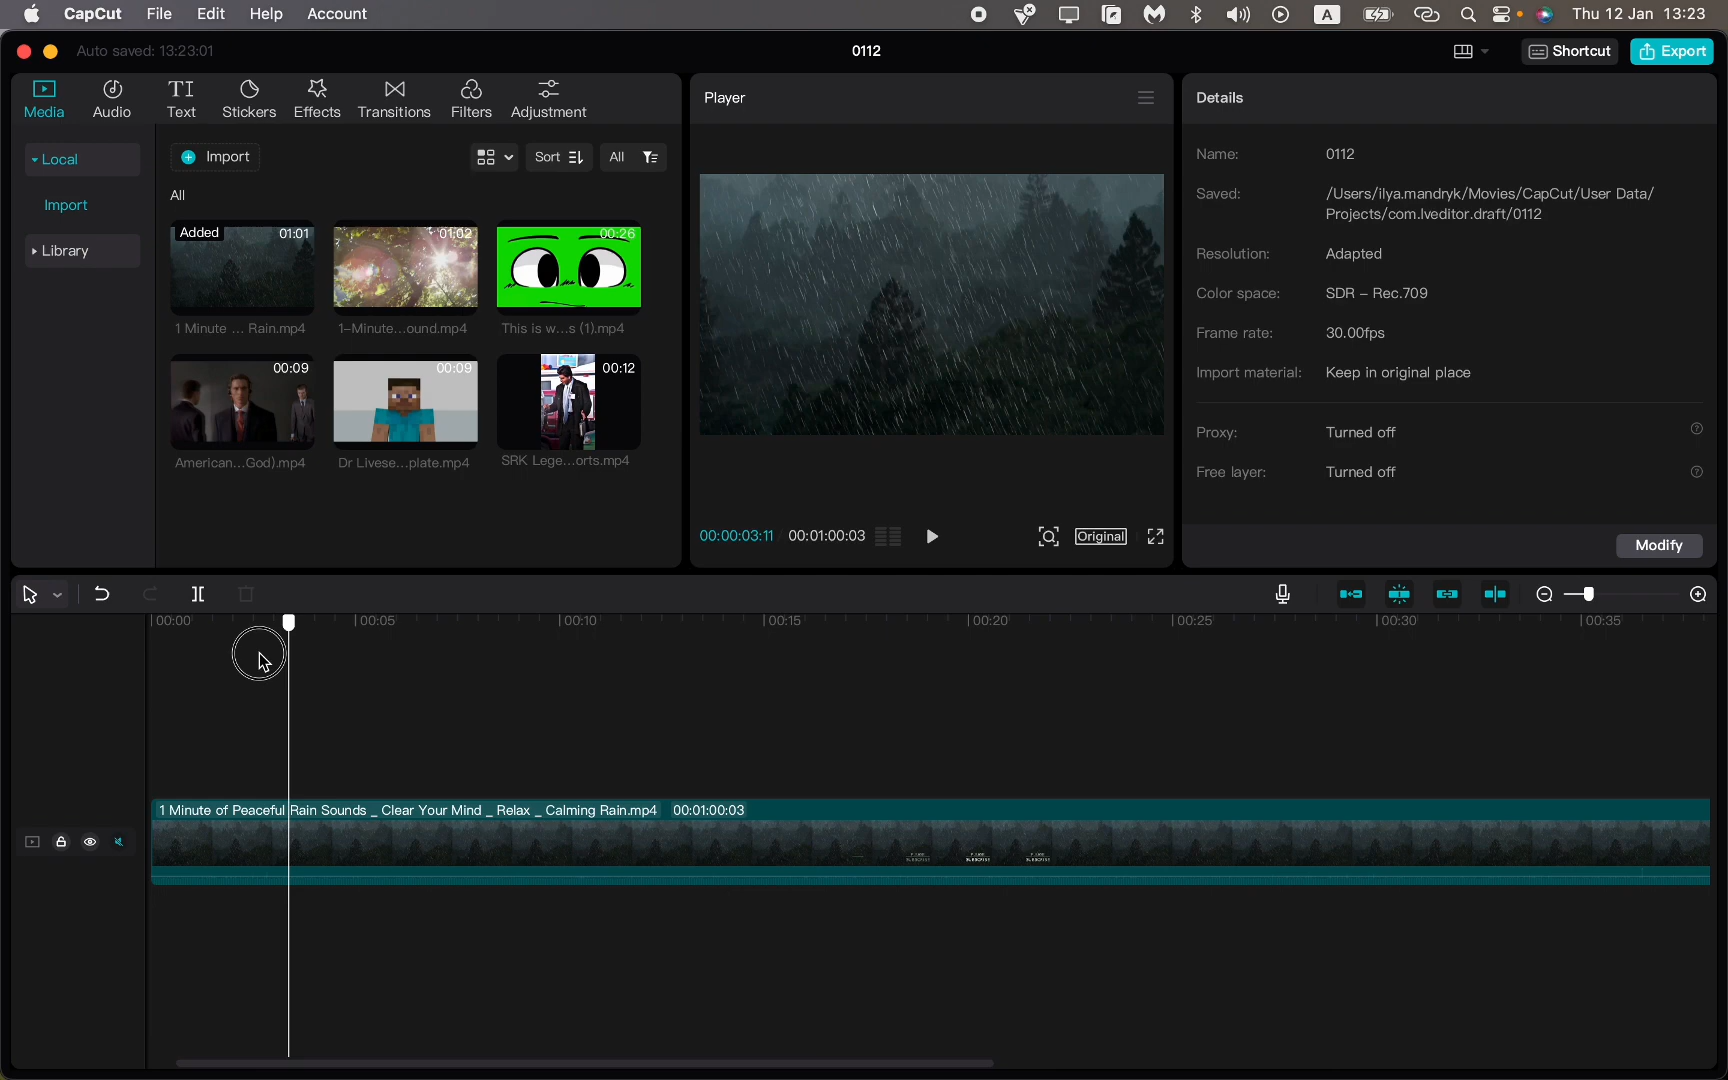 CapCut File Edit Help Account A Thu 12 Jan 13:23
Auto saved: 13:23:01 0112 Shortcut Export
Media Audio Text Stickers Effects Transitions Filters Adjustment
TI
Local
Import
Library
Import Sort All
All
Added 01:01 01:02 00:26
1 Minute ... Rain.mp4 1-Minute...ound.mp4 This is w...s (1).mp4
00:09 00:09 00:12
American...God).mp4 Dr Livese...plate.mp4 SRK Lege...orts.mp4
Player
00:00:03:11 00:01:00:03 Original
Details
Name: 0112
Saved: /Users/ilya.mandryk/Movies/CapCut/User Data/
Projects/com.lveditor.draft/0112
Resolution: Adapted
Color space: SDR - Rec.709
Frame rate: 30.00fps
Import material: Keep in original place
Proxy: Turned off
Free layer: Turned off
Modify
00:00 00:05 00:10 00:15 00:20 00:25 00:30 00:35
1 Minute of Peaceful Rain Sounds _ Clear Your Mind _ Relax _ Calming Rain.mp4 00:01:00:03